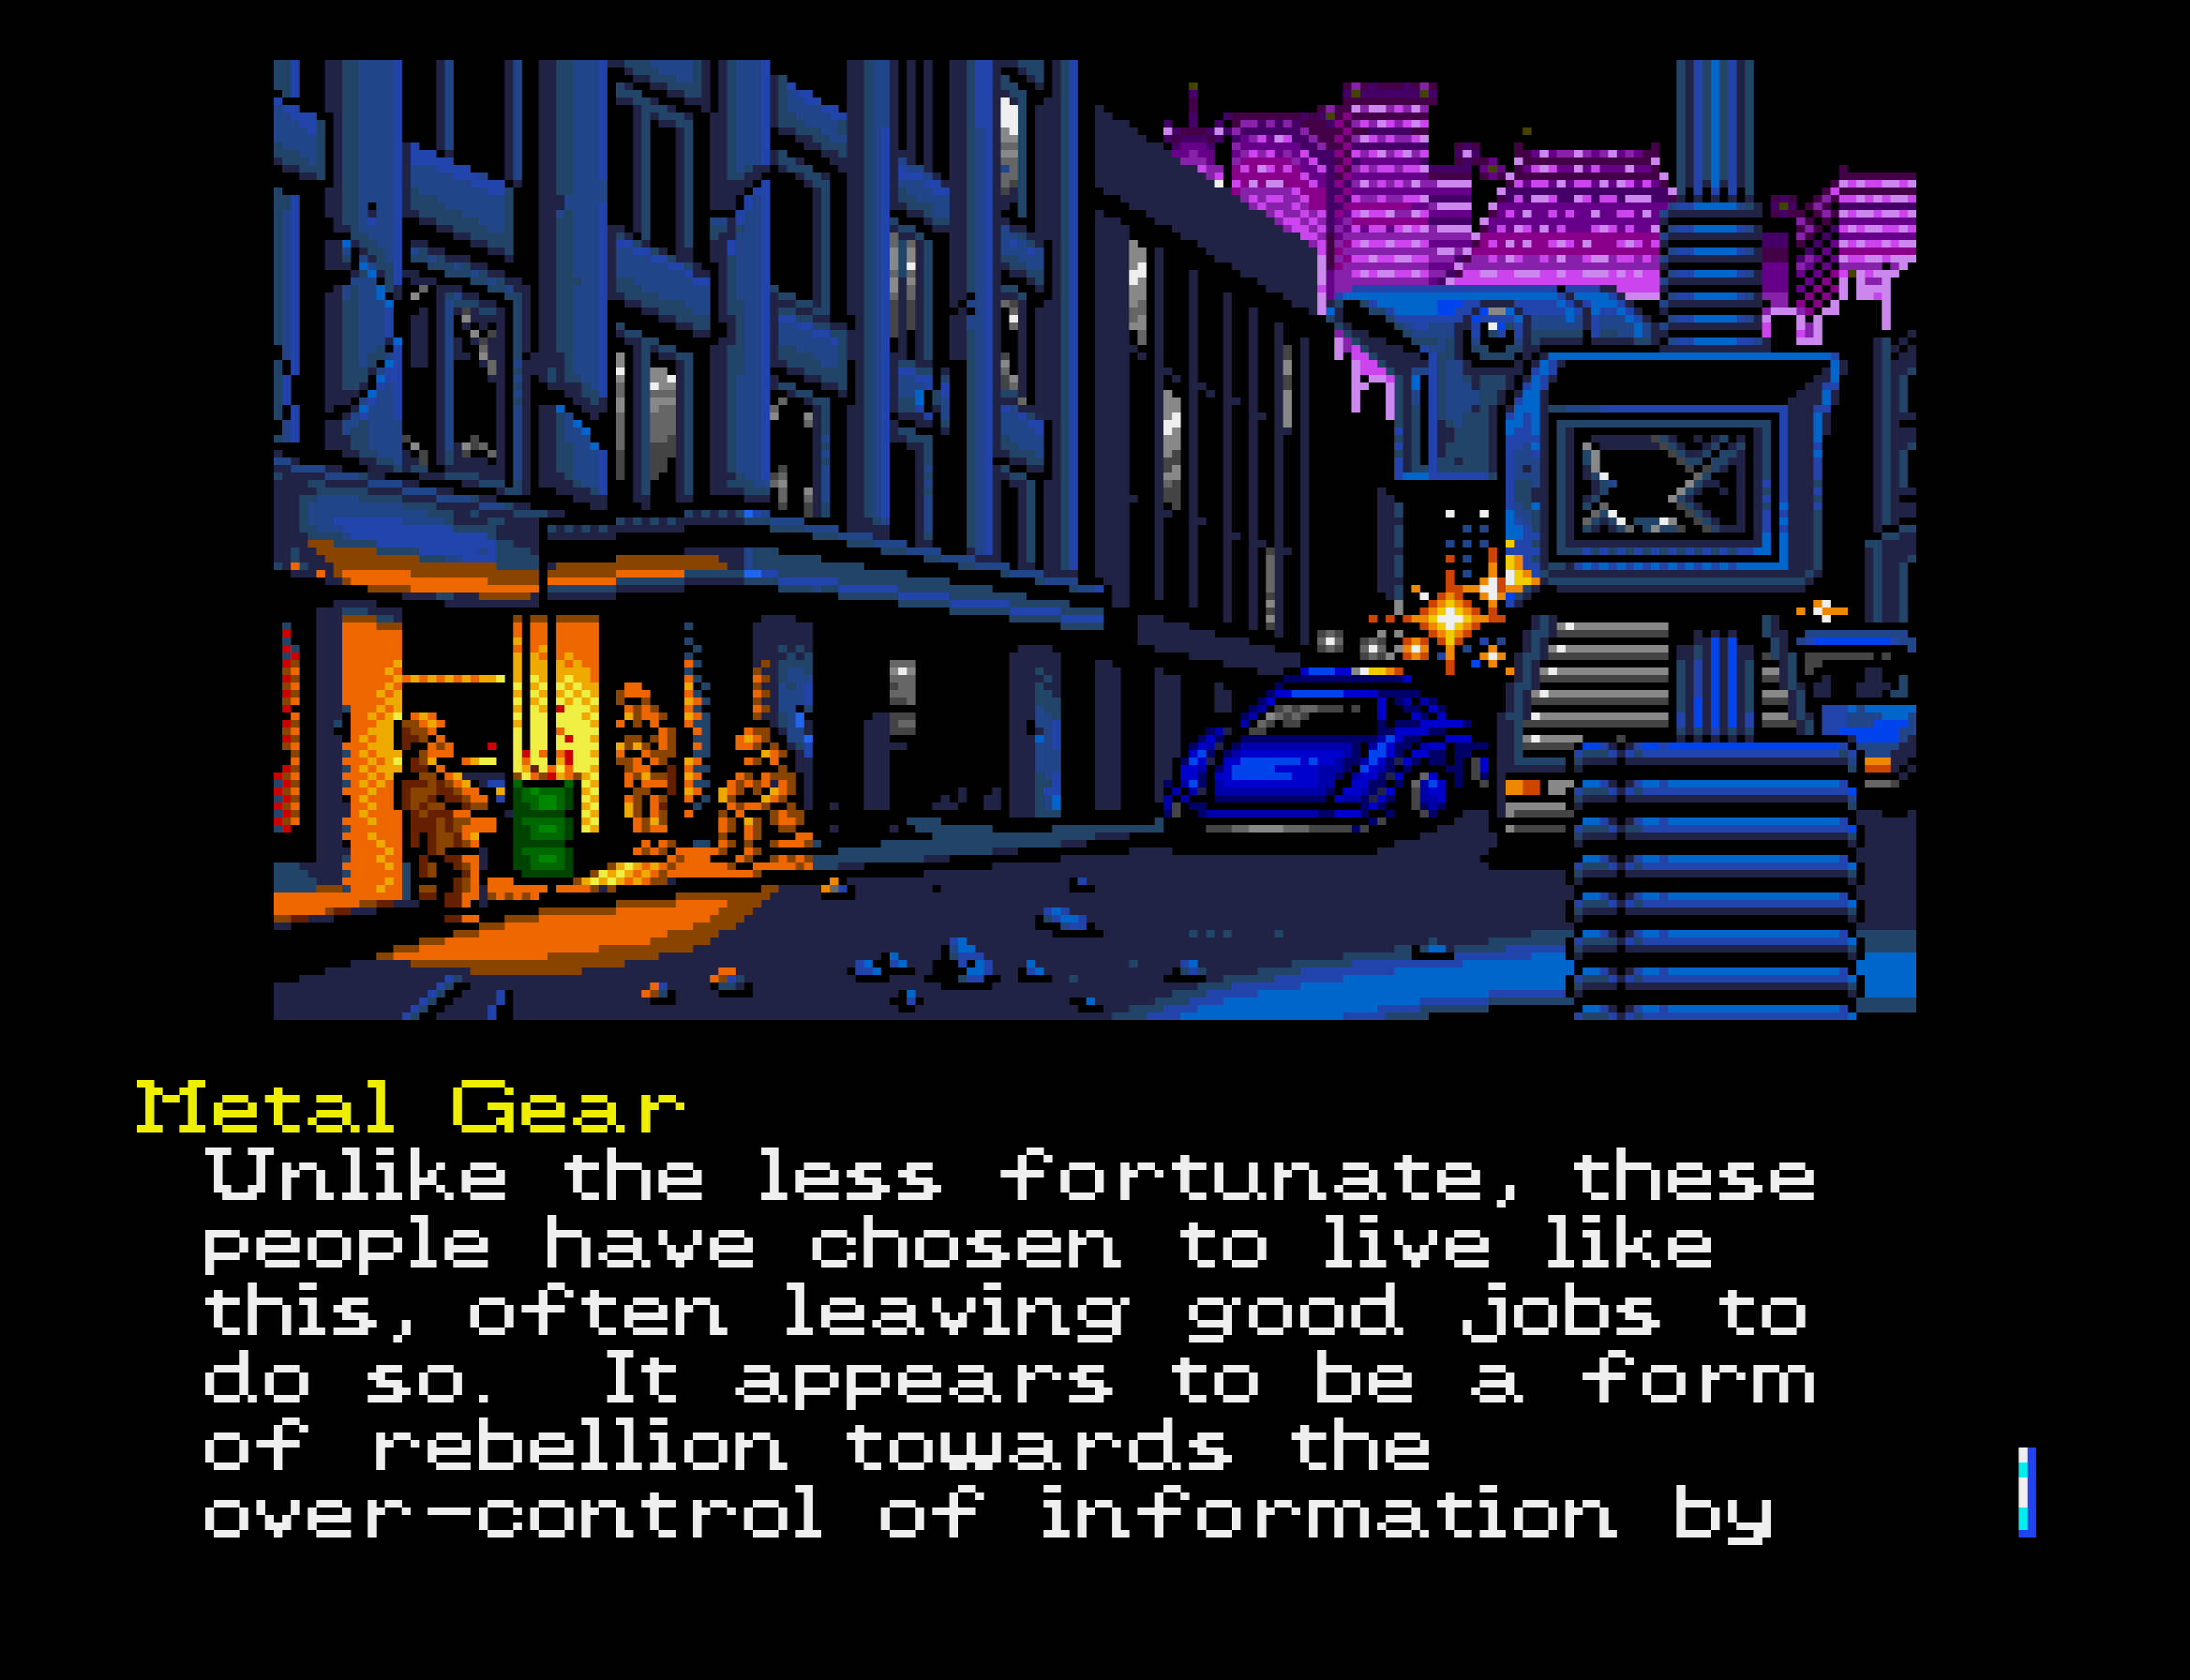 Metal Gear
Unlike the less fortunate, these
people have chosen to live like
this, often leaving good jobs to
do so.  It appears to be a form
of rebellion towards the
over-control of information by